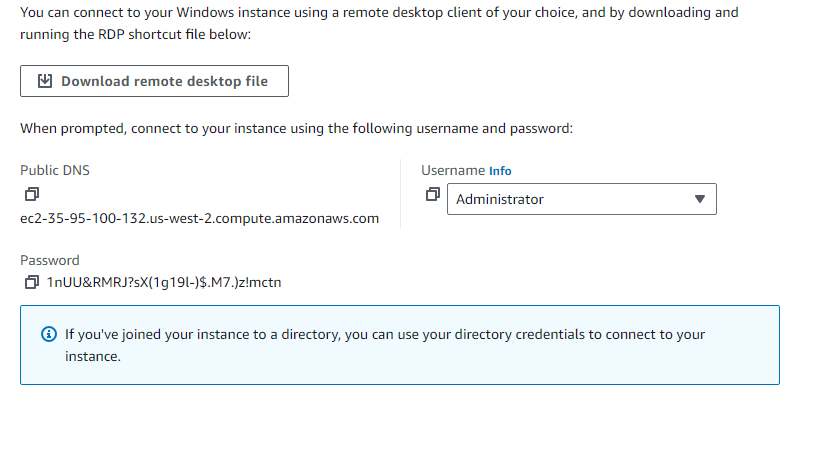 You can connect to your Windows instance using a remote desktop client of your choice, and by downloading and
running the RDP shortcut file below:
Download remote desktop file
When prompted, connect to your instance using the following username and password:
Public DNS
ec2-35-95-100-132.us-west-2.compute.amazonaws.com
Username Info
Administrator
Password
1nUU&RMRJ?sX(1g19l-)$.M7.)z!mctn
If you've joined your instance to a directory, you can use your directory credentials to connect to your
instance.